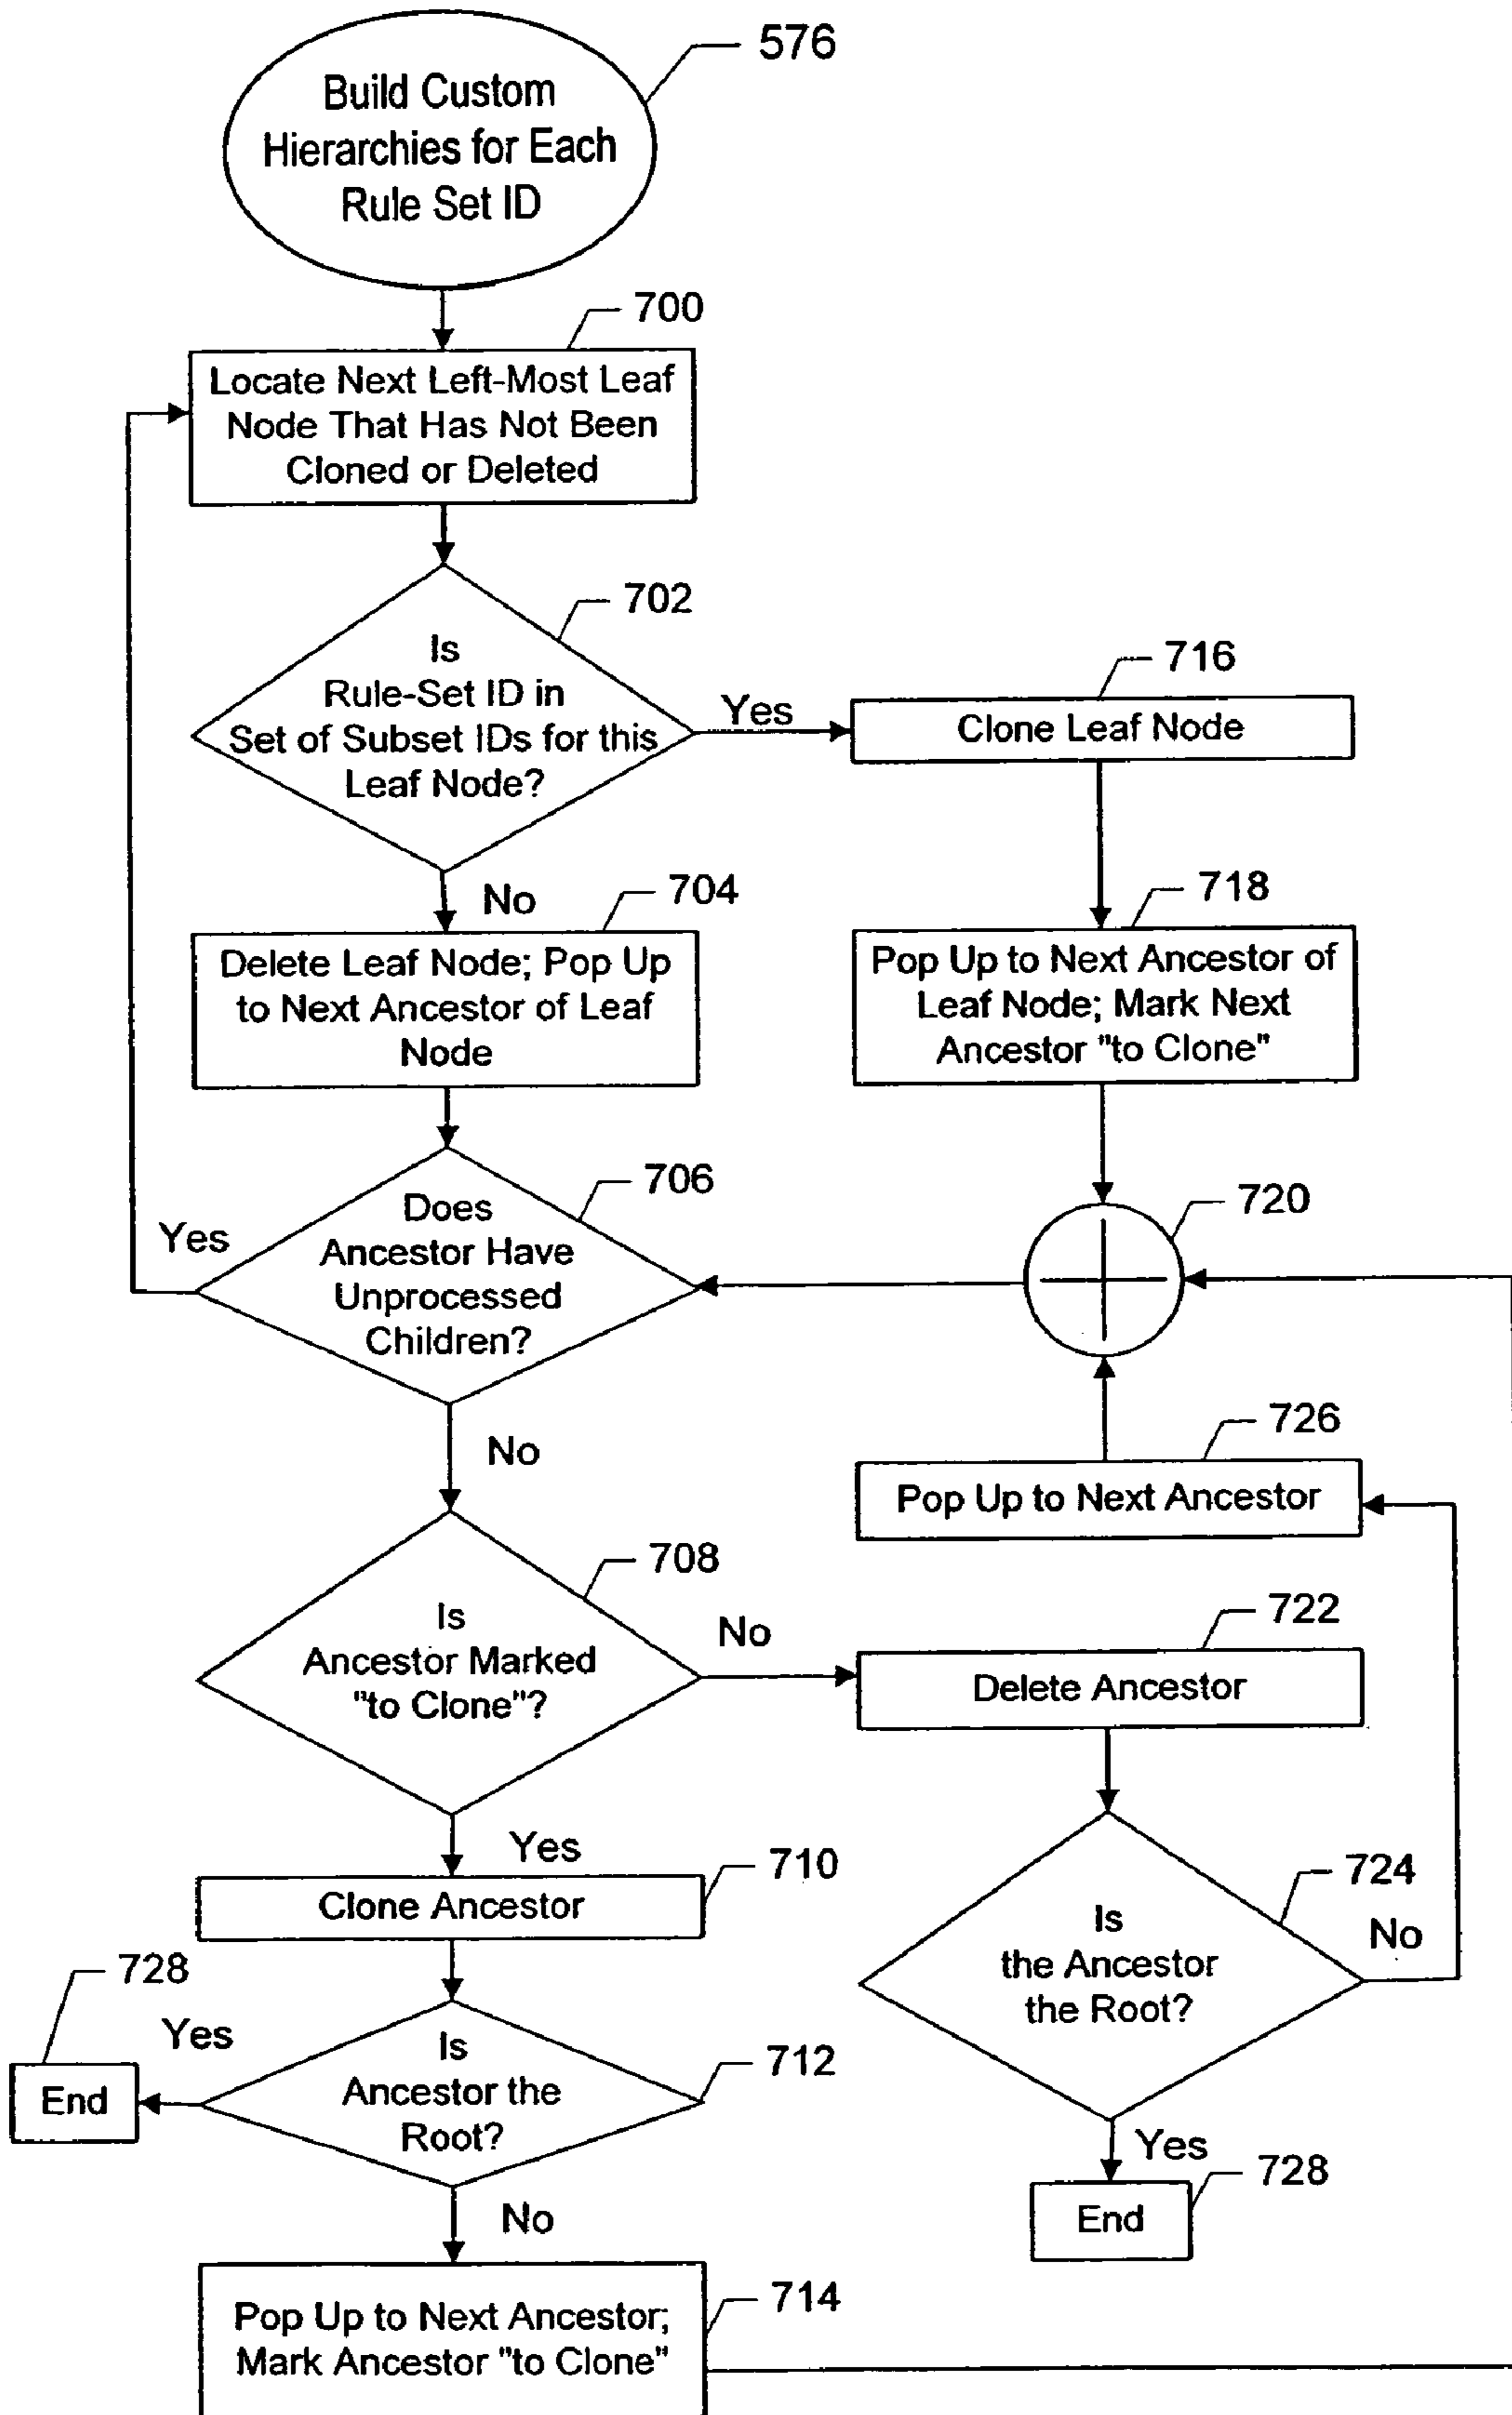 576
Build Custom
Hierarchies for Each
Rule Set ID
700
Locate Next Left-Most Leaf
Node That Has Not Been
Cloned or Deleted
702
Is
Rule-Set ID in
Set of Subset IDs for this
Leaf Node?
Yes
716
Clone Leaf Node
No
704
Delete Leaf Node; Pop Up
to Next Ancestor of Leaf
Node
718
Pop Up to Next Ancestor of
Leaf Node; Mark Next
Ancestor "to Clone"
706
Does
Ancestor Have
Unprocessed
Children?
Yes
720
No
726
Pop Up to Next Ancestor
708
Is
Ancestor Marked
"to Clone"?
No
722
Delete Ancestor
Yes
710
Clone Ancestor
724
Is
the Ancestor
the Root?
No
728
Yes
End
712
Is
Ancestor the
Root?
Yes
728
End
No
714
Pop Up to Next Ancestor;
Mark Ancestor "to Clone"